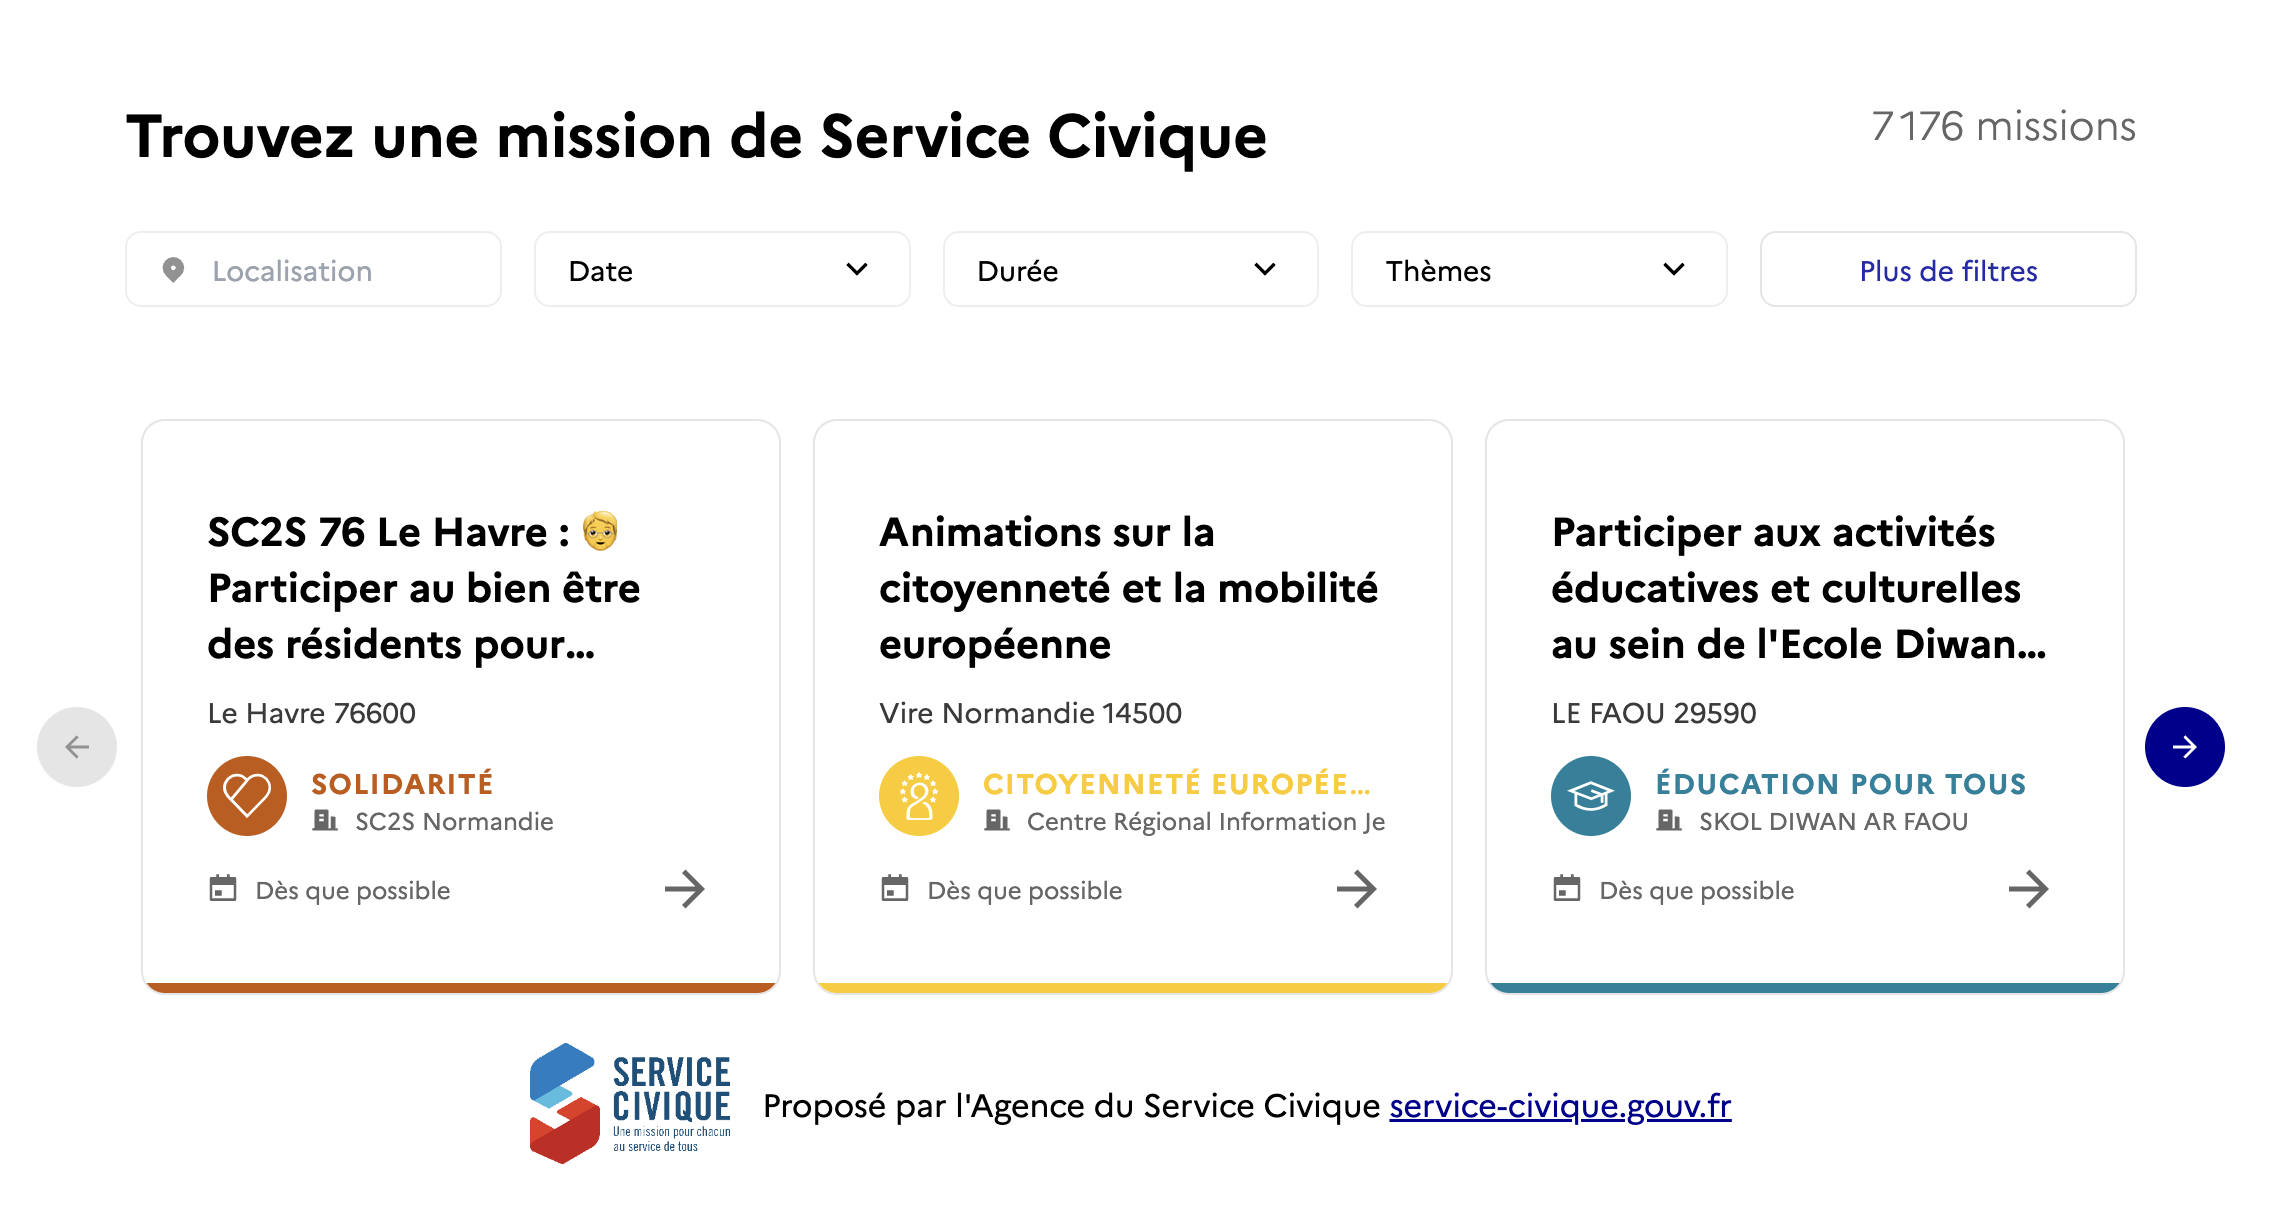 Trouvez une mission de Service Civique
7 176 missions
Localisation
Date
Durée
Thèmes
Plus de filtres
SC2S 76 Le Havre : 👴
Participer au bien être
des résidents pour...
Le Havre 76600
SOLIDARITÉ
SC2S Normandie
Dès que possible
Animations sur la
citoyenneté et la mobilité
européenne
Vire Normandie 14500
CITOYENNETÉ EUROPÉE...
Centre Régional Information Je
Dès que possible
Participer aux activités
éducatives et culturelles
au sein de l'Ecole Diwan...
LE FAOU 29590
ÉDUCATION POUR TOUS
SKOL DIWAN AR FAOU
Dès que possible
SERVICE
CIVIQUE
Une mission pour chacun
au service de tous
Proposé par l'Agence du Service Civique service-civique.gouv.fr